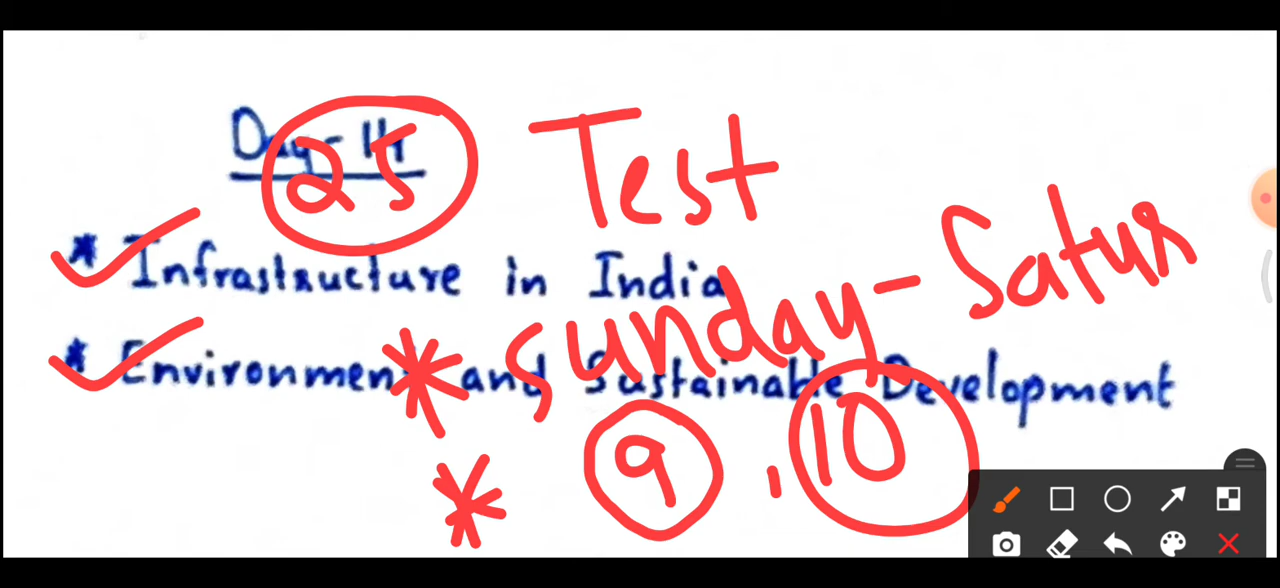 Day-14
25 Test
* Infrastructure in India
* Sunday - Satur
* Environment and Sustainable Development
* 9, 10